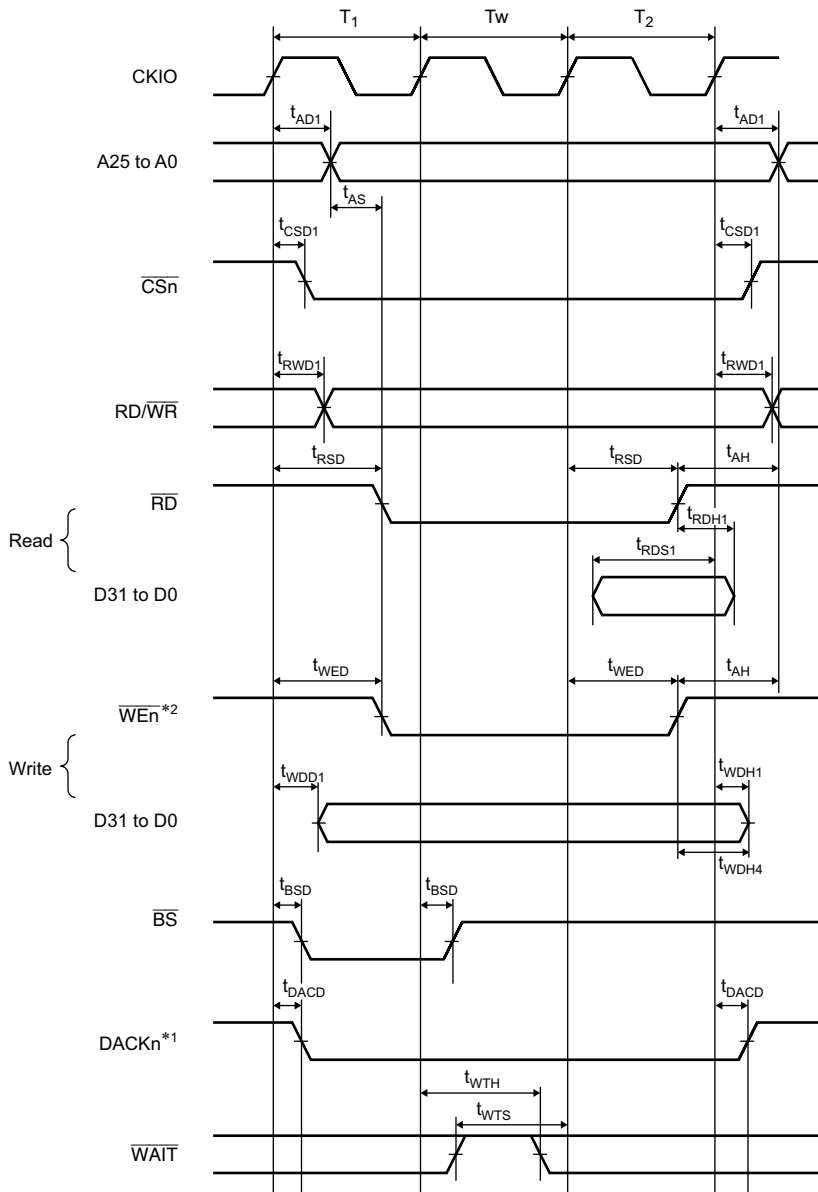 T1 Tw T2
CKIO
tAD1 tAD1
A25 to A0
tAS
tCSD1 tCSD1
CSn
tRWD1 tRWD1
RD/WR
tRSD tRSD tAH
RD
tRDH1
Read
tRDS1
D31 to D0
tWED tWED tAH
WEn*2
Write
tWDD1 tWDH1
D31 to D0
tWDH4
tBSD tBSD
BS
tDACD tDACD
DACKn*1
tWTH
tWTS
WAIT